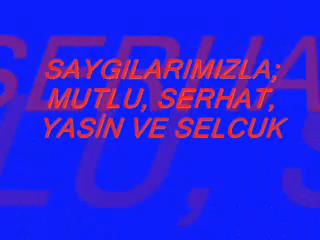 SAYGILARIMIZLA;
MUTLU, SERHAT,
YASİN VE SELCUK